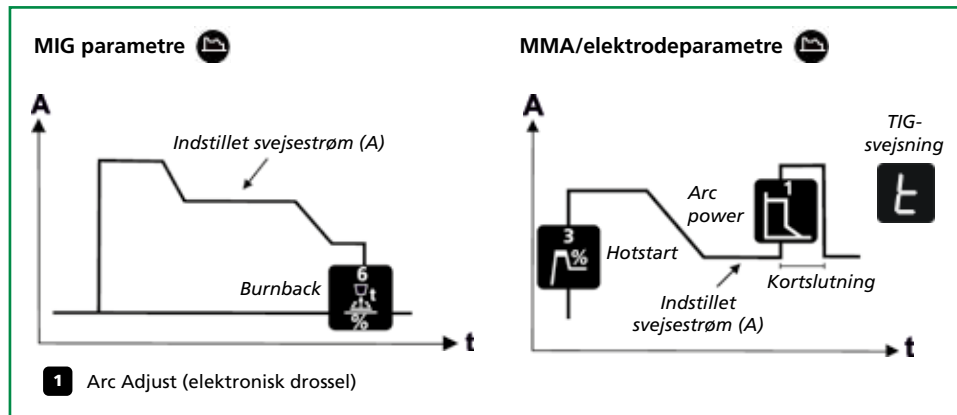 MIG parametre
A
Indstillet svejsestrøm (A)
Burnback
6
t
%
t
1 Arc Adjust (elektronisk drossel)
MMA/elektrodeparametre
A
3
%
Hotstart
Arc
power
1
Indstillet
svejsestrøm (A)
Kortslutning
t
TIG-
svejsning
t